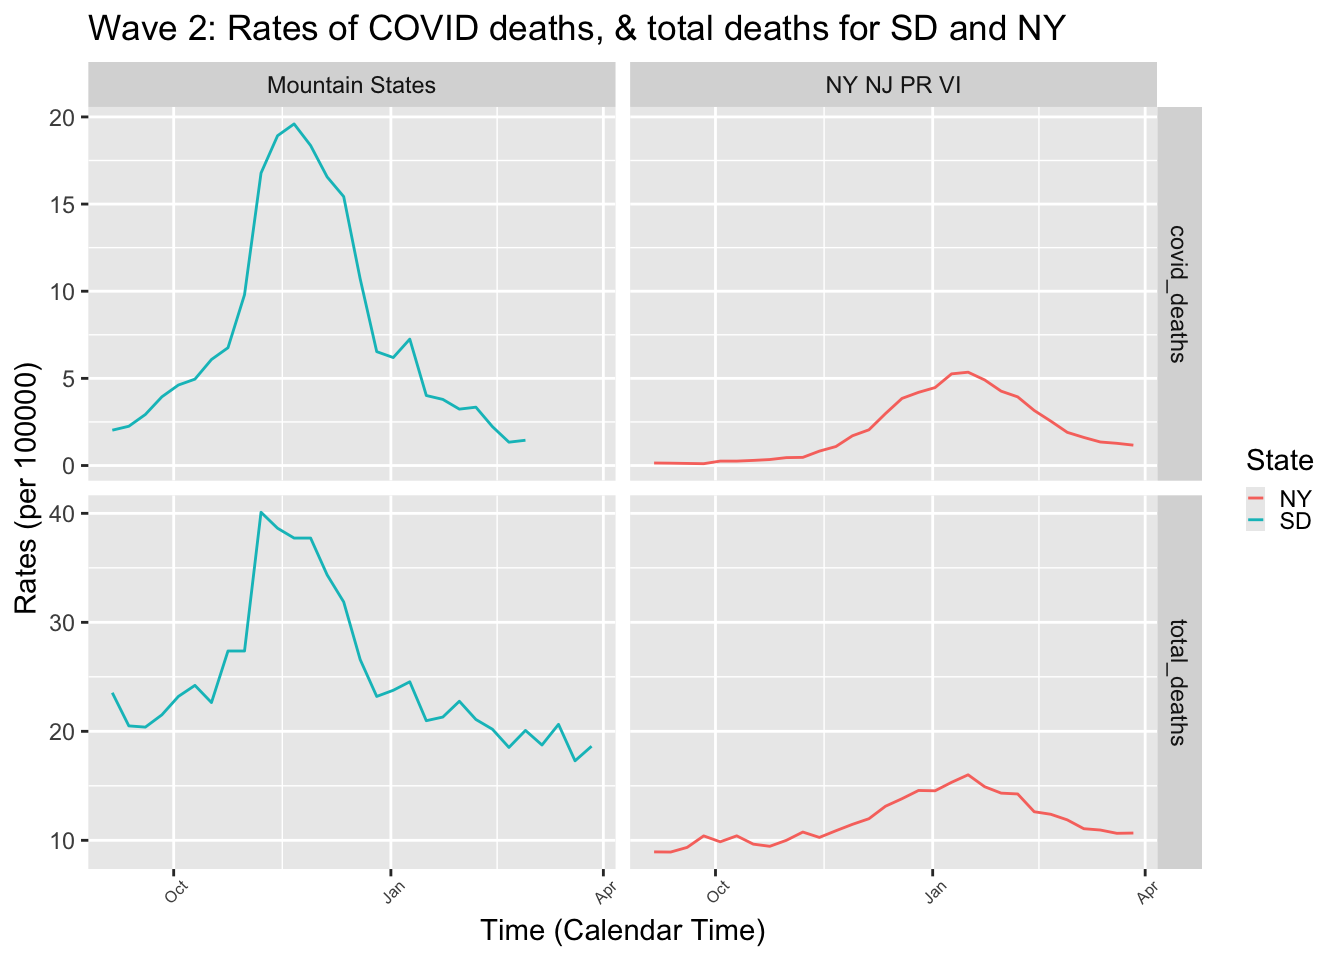 Wave 2: Rates of COVID deaths, & total deaths for SD and NY
Mountain States
NY NJ PR VI
20
15
10
5
0
covid_deaths
40
30
20
10
total_deaths
Rates (per 100000)
Oct
Jan
Apr
Oct
Jan
Apr
Time (Calendar Time)
State
NY
SD